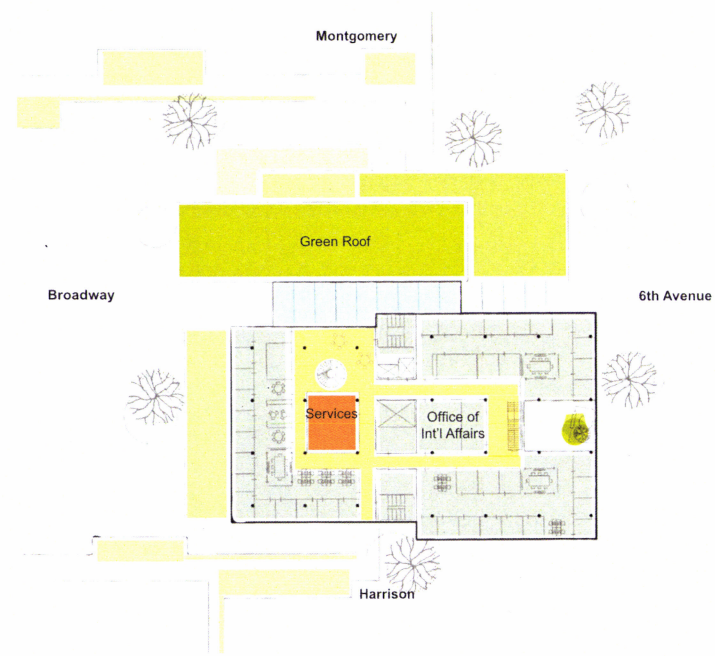 Montgomery
Green Roof
Broadway
6th Avenue
Services
Office of
Int'l Affairs
Harrison